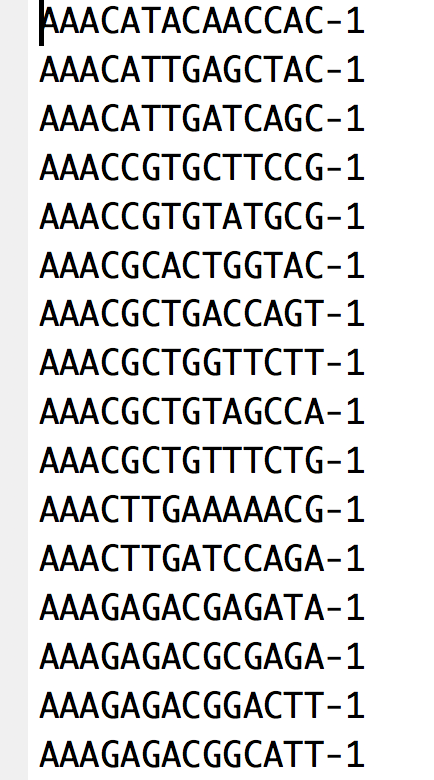 AAACATACAACCAC-1
AAACATTGAGCTAC-1
AAACATTGATCAGC-1
AAACCGTGCTTCCG-1
AAACCGTGTATGCG-1
AAACGCACTGGTAC-1
AAACGCTGACCAGT-1
AAACGCTGGTTCTT-1
AAACGCTGTAGCCA-1
AAACGCTGTTTCTG-1
AAACTTGAAAAACG-1
AAACTTGATCCAGA-1
AAAGAGACGAGATA-1
AAAGAGACGCGAGA-1
AAAGAGACGGACTT-1
AAAGAGACGGCATT-1